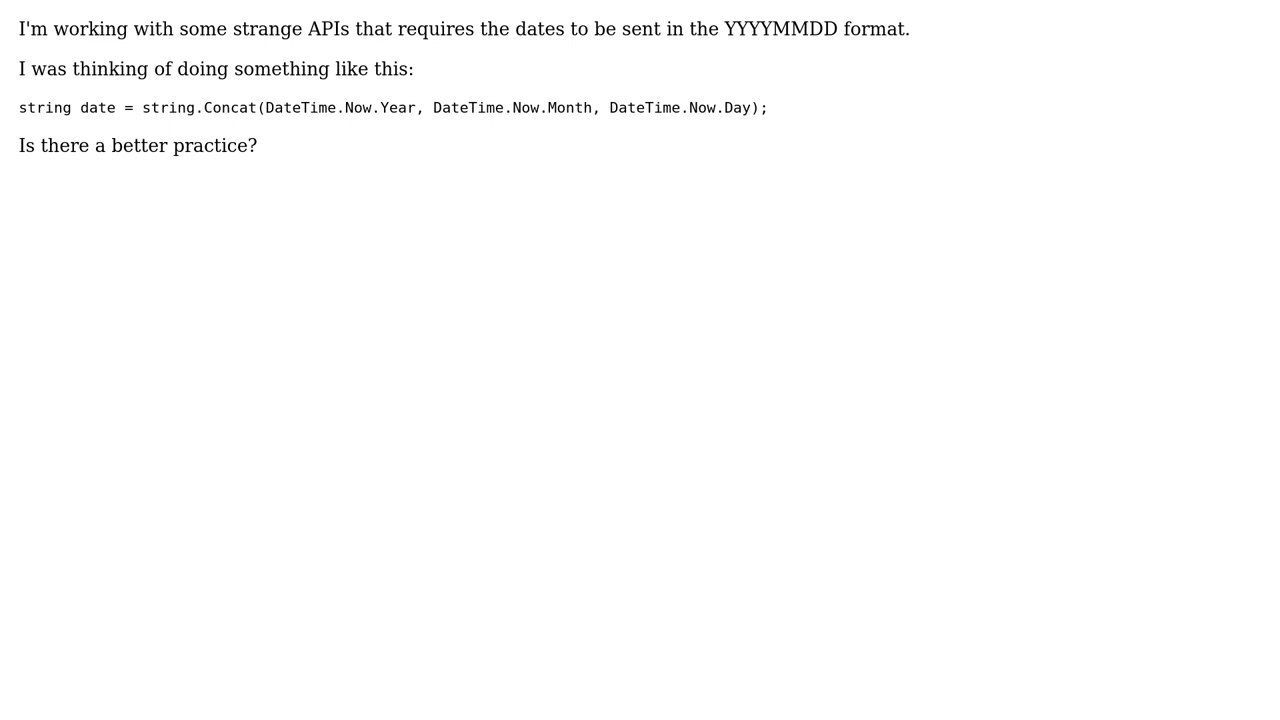 I'm working with some strange APIs that requires the dates to be sent in the YYYYMMDD format.
I was thinking of doing something like this:
string date = string.Concat(DateTime.Now.Year, DateTime.Now.Month, DateTime.Now.Day);
Is there a better practice?